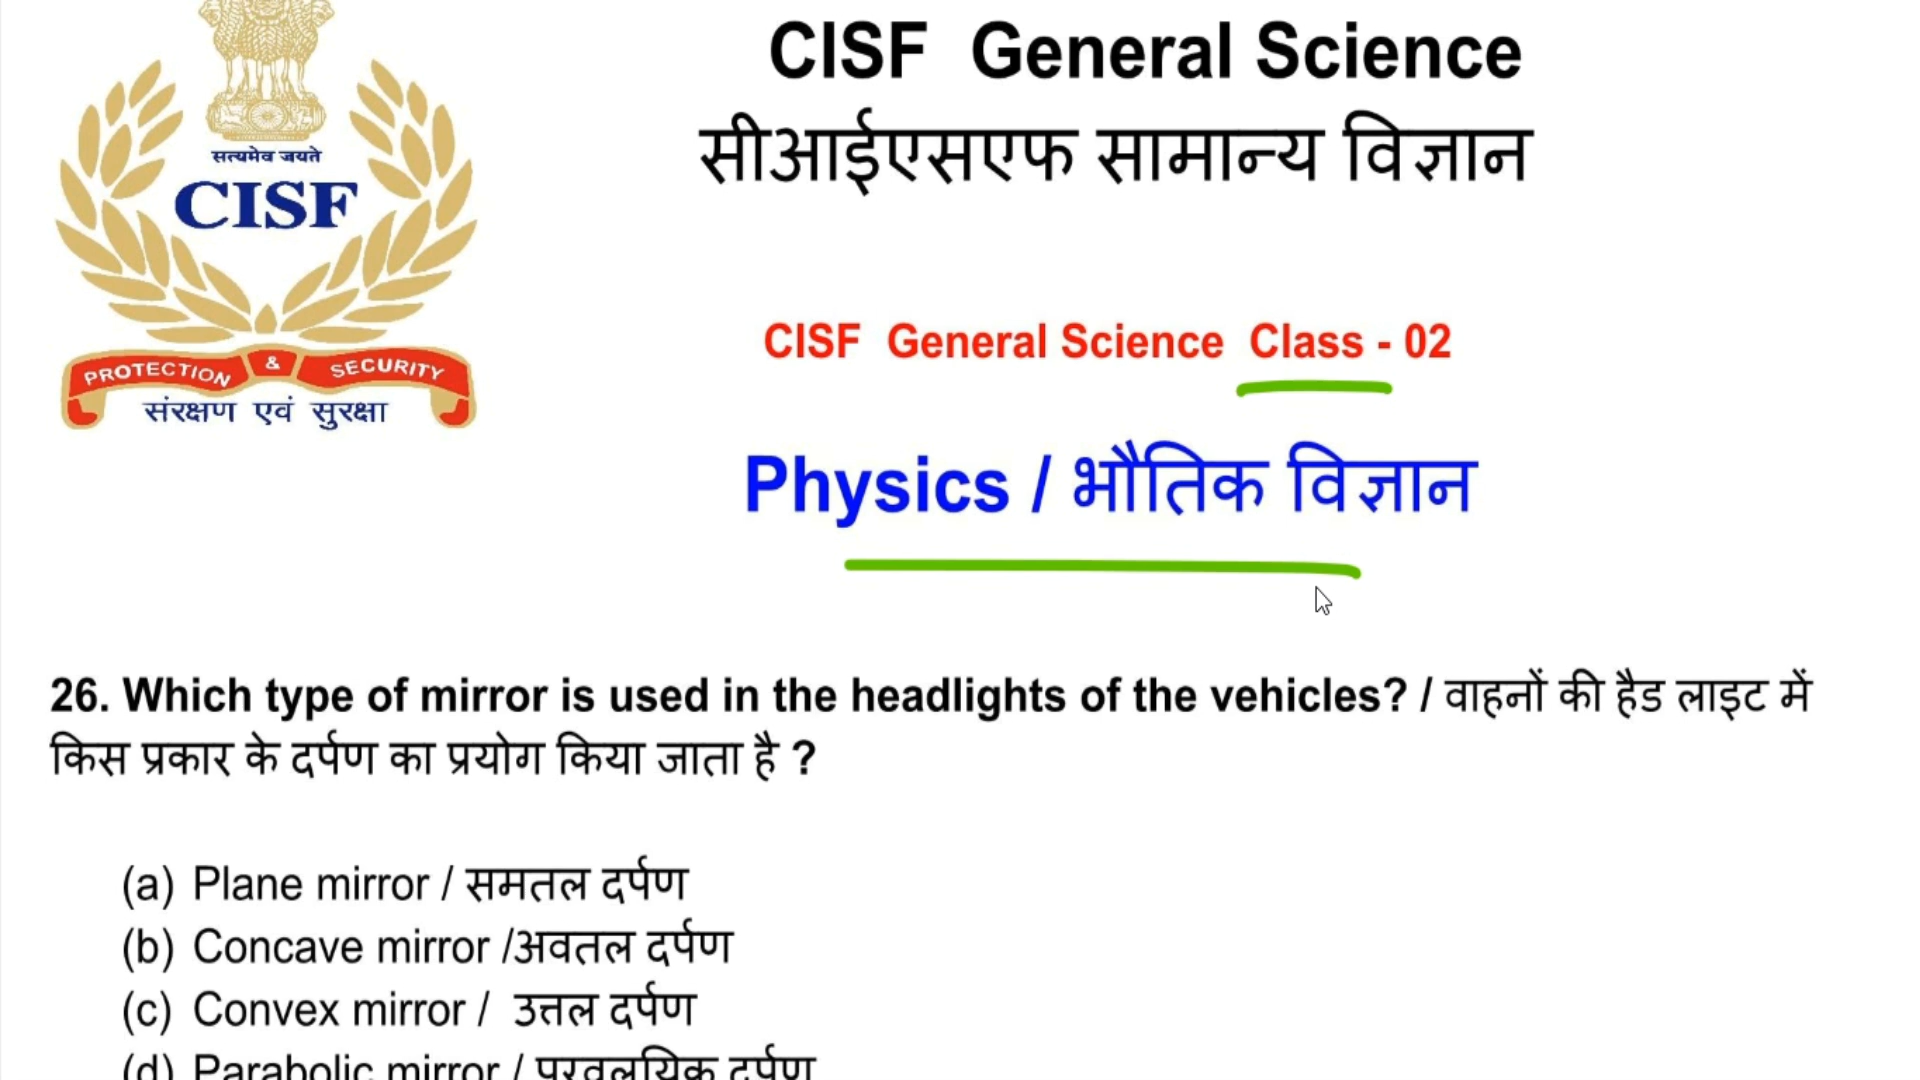 सत्यमेव जयते
CISF
PROTECTION & SECURITY
संरक्षण एवं सुरक्षा
CISF General Science
सीआईएसएफ सामान्य विज्ञान
CISF General Science Class - 02
Physics / भौतिक विज्ञान
26. Which type of mirror is used in the headlights of the vehicles? / वाहनों की हैड लाइट में
किस प्रकार के दर्पण का प्रयोग किया जाता है ?
(a) Plane mirror / समतल दर्पण
(b) Concave mirror /अवतल दर्पण
(c) Convex mirror / उत्तल दर्पण
(d) Parabolic mirror / परवलयिक दर्पण